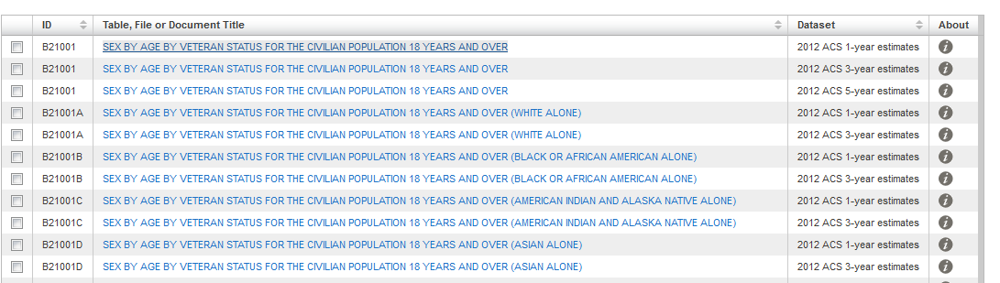 ID Table, File or Document Title Dataset About
B21001 SEX BY AGE BY VETERAN STATUS FOR THE CIVILIAN POPULATION 18 YEARS AND OVER 2012 ACS 1-year estimates i
B21001 SEX BY AGE BY VETERAN STATUS FOR THE CIVILIAN POPULATION 18 YEARS AND OVER 2012 ACS 3-year estimates i
B21001 SEX BY AGE BY VETERAN STATUS FOR THE CIVILIAN POPULATION 18 YEARS AND OVER 2012 ACS 5-year estimates i
B21001A SEX BY AGE BY VETERAN STATUS FOR THE CIVILIAN POPULATION 18 YEARS AND OVER (WHITE ALONE) 2012 ACS 1-year estimates i
B21001A SEX BY AGE BY VETERAN STATUS FOR THE CIVILIAN POPULATION 18 YEARS AND OVER (WHITE ALONE) 2012 ACS 3-year estimates i
B21001B SEX BY AGE BY VETERAN STATUS FOR THE CIVILIAN POPULATION 18 YEARS AND OVER (BLACK OR AFRICAN AMERICAN ALONE) 2012 ACS 1-year estimates i
B21001B SEX BY AGE BY VETERAN STATUS FOR THE CIVILIAN POPULATION 18 YEARS AND OVER (BLACK OR AFRICAN AMERICAN ALONE) 2012 ACS 3-year estimates i
B21001C SEX BY AGE BY VETERAN STATUS FOR THE CIVILIAN POPULATION 18 YEARS AND OVER (AMERICAN INDIAN AND ALASKA NATIVE ALONE) 2012 ACS 1-year estimates i
B21001C SEX BY AGE BY VETERAN STATUS FOR THE CIVILIAN POPULATION 18 YEARS AND OVER (AMERICAN INDIAN AND ALASKA NATIVE ALONE) 2012 ACS 3-year estimates i
B21001D SEX BY AGE BY VETERAN STATUS FOR THE CIVILIAN POPULATION 18 YEARS AND OVER (ASIAN ALONE) 2012 ACS 1-year estimates i
B21001D SEX BY AGE BY VETERAN STATUS FOR THE CIVILIAN POPULATION 18 YEARS AND OVER (ASIAN ALONE) 2012 ACS 3-year estimates i